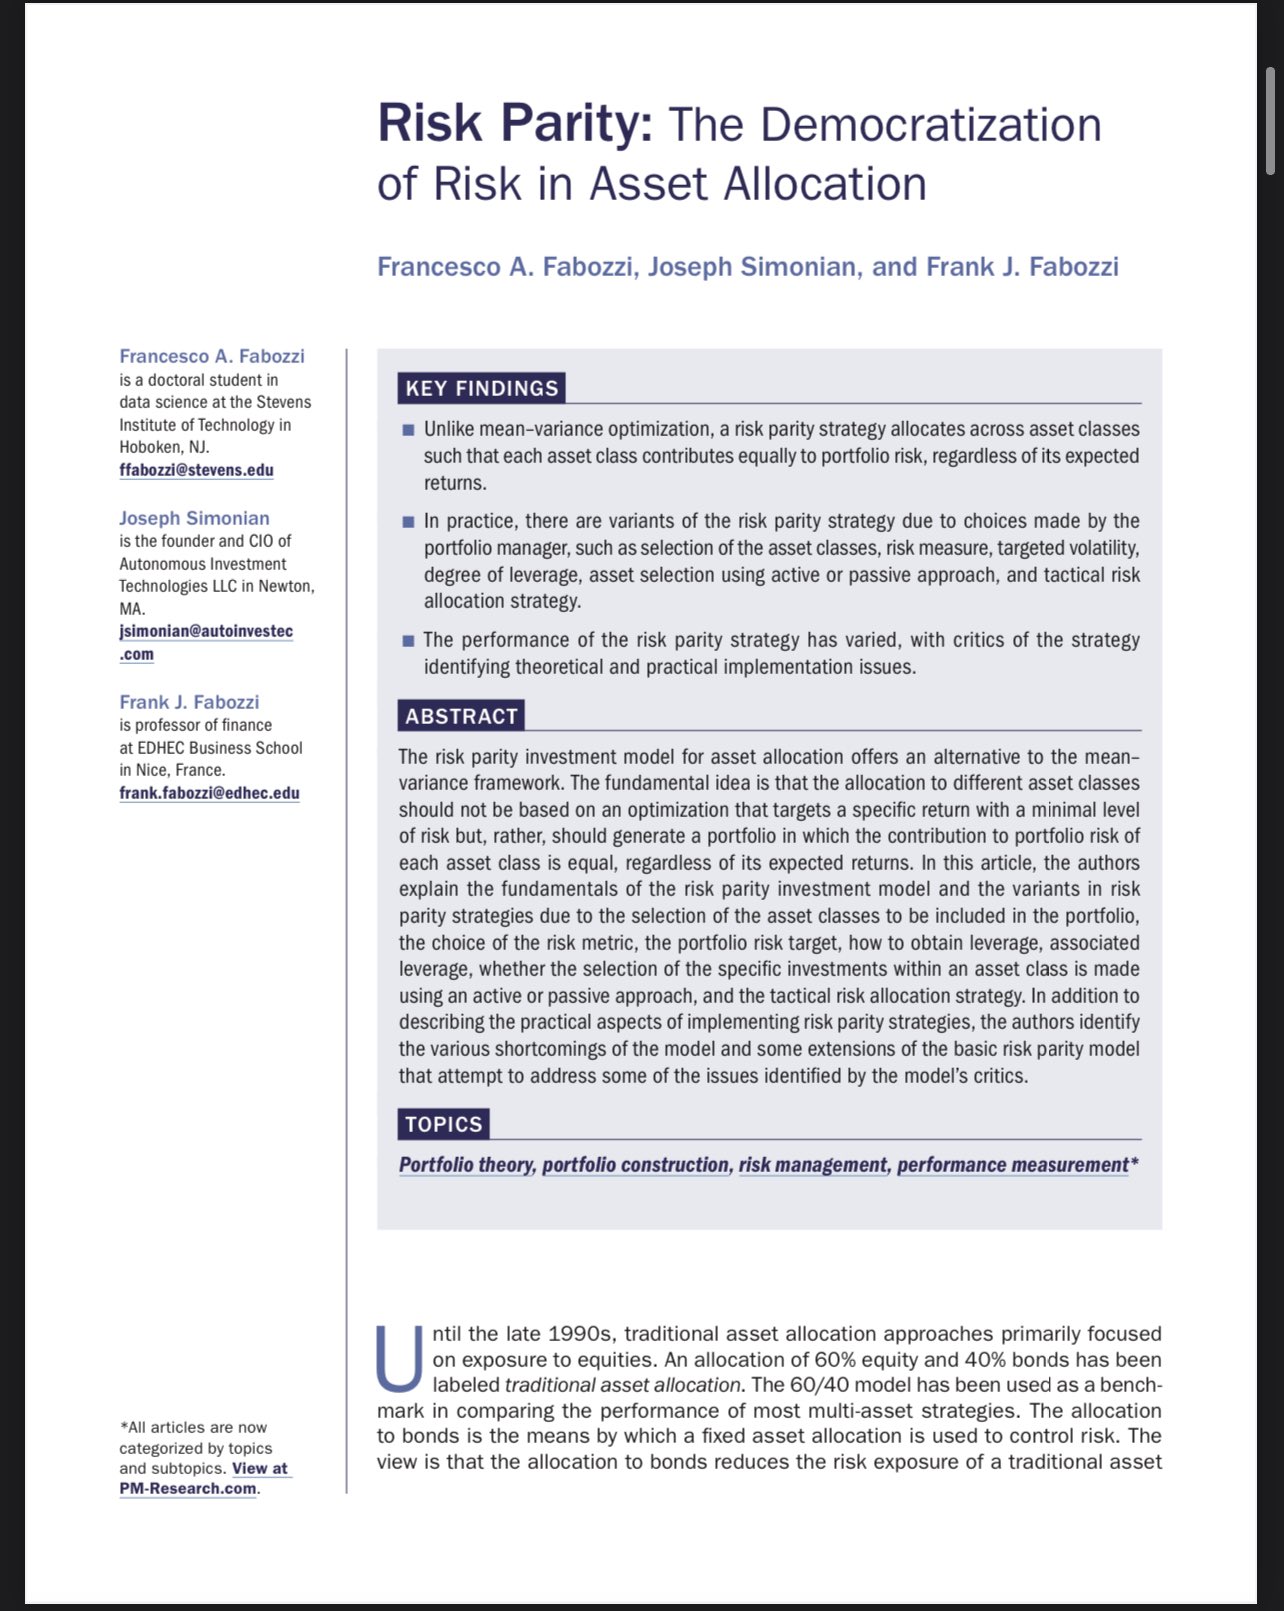 Risk Parity: The Democratization
of Risk in Asset Allocation
Francesco A. Fabozzi, Joseph Simonian, and Frank J. Fabozzi
Francesco A. Fabozzi
is a doctoral student in
data science at the Stevens
Institute of Technology in
Hoboken, NJ.
ffabozzi@stevens.edu
Joseph Simonian
is the founder and CIO of
Autonomous Investment
Technologies LLC in Newton,
MA.
jsimonian@autoinvestec
.com
Frank J. Fabozzi
is professor of finance
at EDHEC Business School
in Nice, France.
frank.fabozzi@edhec.edu
*All articles are now
categorized by topics
and subtopics. View at
PM-Research.com.
KEY FINDINGS
■ Unlike mean–variance optimization, a risk parity strategy allocates across asset classes
such that each asset class contributes equally to portfolio risk, regardless of its expected
returns.
■ In practice, there are variants of the risk parity strategy due to choices made by the
portfolio manager, such as selection of the asset classes, risk measure, targeted volatility,
degree of leverage, asset selection using active or passive approach, and tactical risk
allocation strategy.
■ The performance of the risk parity strategy has varied, with critics of the strategy
identifying theoretical and practical implementation issues.
ABSTRACT
The risk parity investment model for asset allocation offers an alternative to the mean–
variance framework. The fundamental idea is that the allocation to different asset classes
should not be based on an optimization that targets a specific return with a minimal level
of risk but, rather, should generate a portfolio in which the contribution to portfolio risk of
each asset class is equal, regardless of its expected returns. In this article, the authors
explain the fundamentals of the risk parity investment model and the variants in risk
parity strategies due to the selection of the asset classes to be included in the portfolio,
the choice of the risk metric, the portfolio risk target, how to obtain leverage, associated
leverage, whether the selection of the specific investments within an asset class is made
using an active or passive approach, and the tactical risk allocation strategy. In addition to
describing the practical aspects of implementing risk parity strategies, the authors identify
the various shortcomings of the model and some extensions of the basic risk parity model
that attempt to address some of the issues identified by the model's critics.
TOPICS
Portfolio theory, portfolio construction, risk management, performance measurement*
Until the late 1990s, traditional asset allocation approaches primarily focused
on exposure to equities. An allocation of 60% equity and 40% bonds has been
labeled traditional asset allocation. The 60/40 model has been used as a bench-
mark in comparing the performance of most multi-asset strategies. The allocation
to bonds is the means by which a fixed asset allocation is used to control risk. The
view is that the allocation to bonds reduces the risk exposure of a traditional asset